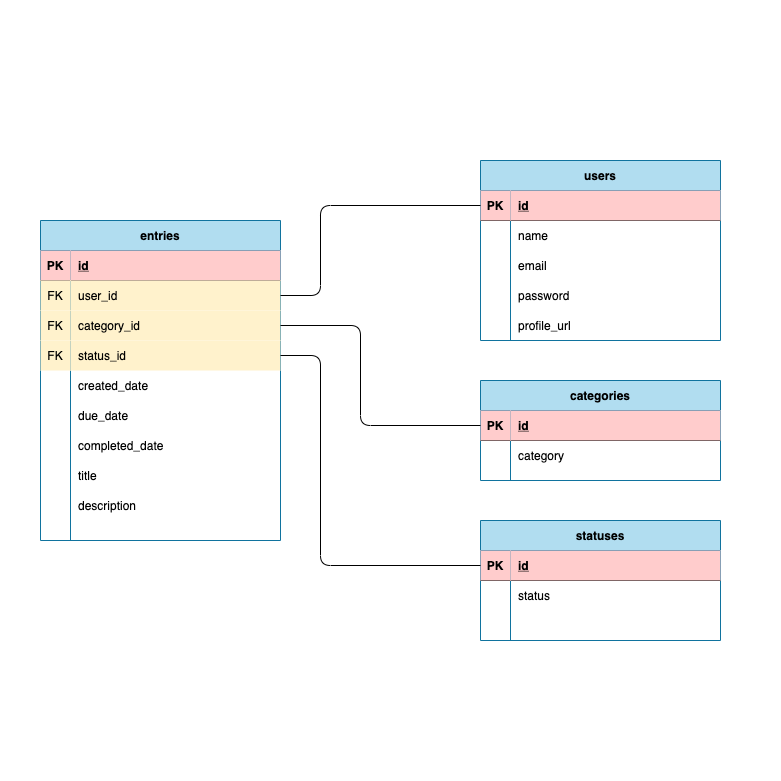 entries
PK id
FK user_id
FK category_id
FK status_id
created_date
due_date
completed_date
title
description
users
PK id
name
email
password
profile_url
categories
PK id
category
statuses
PK id
status